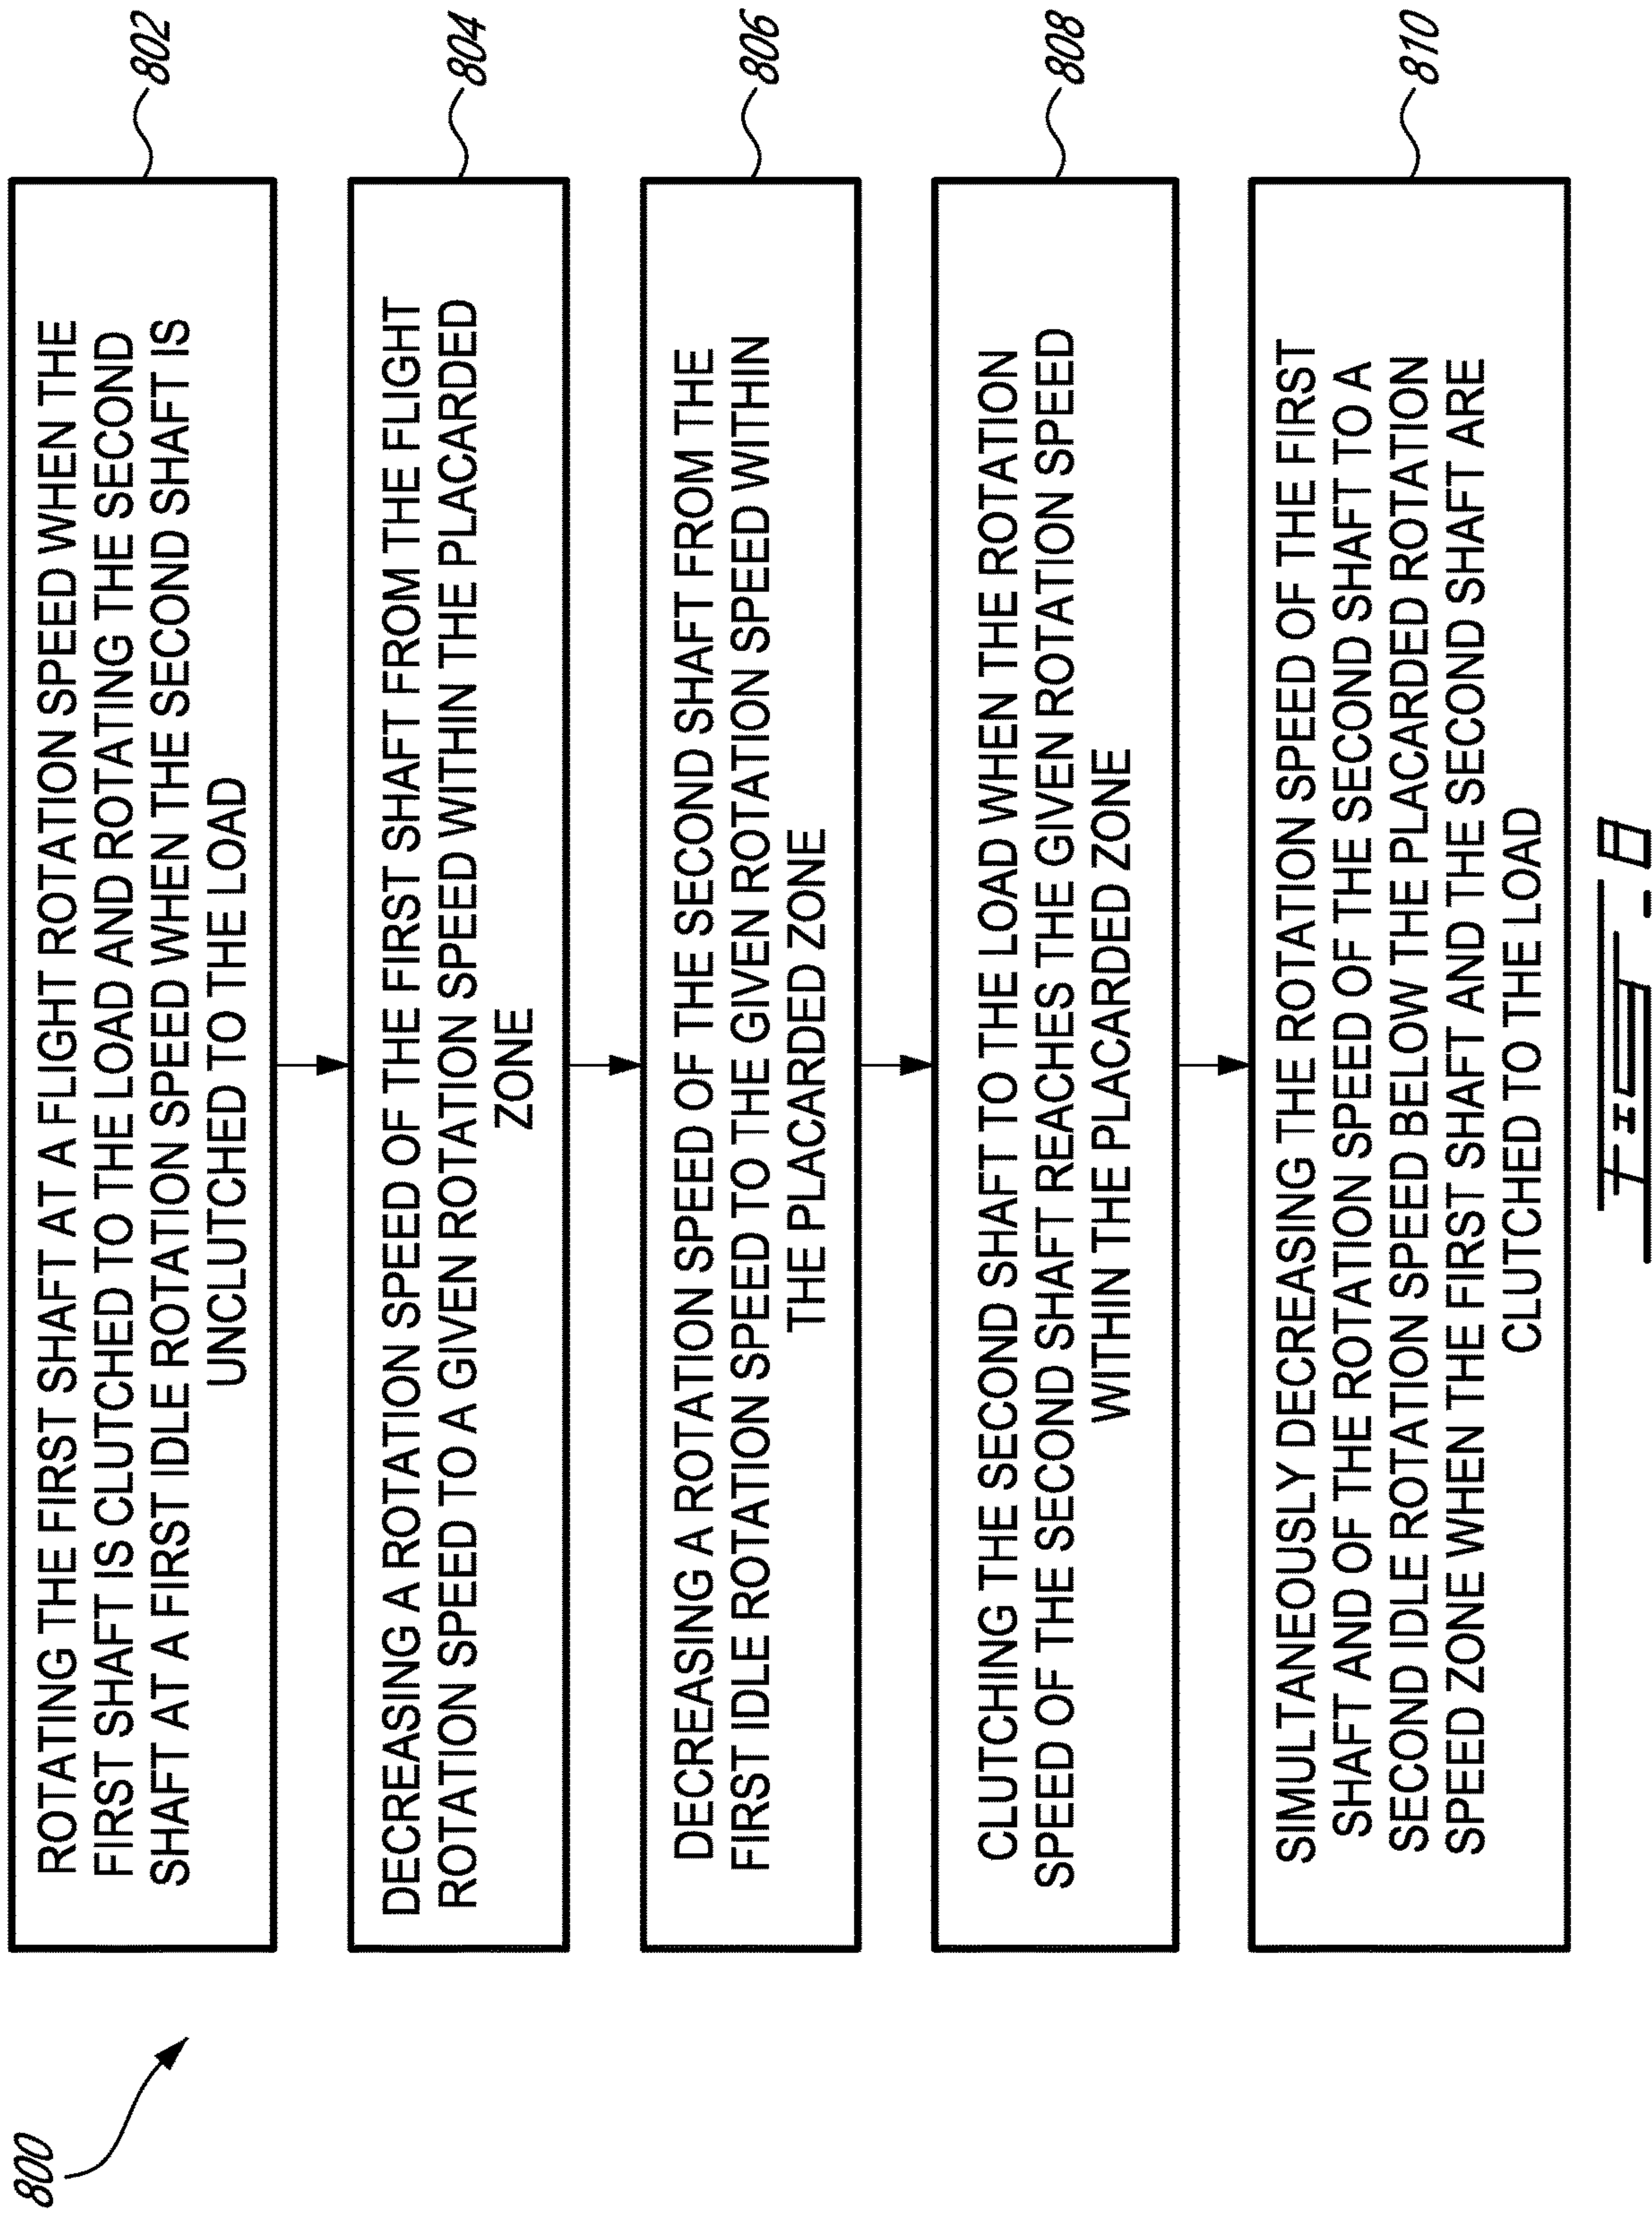 800
ROTATING THE FIRST SHAFT AT A FLIGHT ROTATION SPEED WHEN THE
FIRST SHAFT IS CLUTCHED TO THE LOAD AND ROTATING THE SECOND
SHAFT AT A FIRST IDLE ROTATION SPEED WHEN THE SECOND SHAFT IS
UNCLUTCHED TO THE LOAD
802
DECREASING A ROTATION SPEED OF THE FIRST SHAFT FROM THE FLIGHT
ROTATION SPEED TO A GIVEN ROTATION SPEED WITHIN THE PLACARDED
ZONE
804
DECREASING A ROTATION SPEED OF THE SECOND SHAFT FROM THE
FIRST IDLE ROTATION SPEED TO THE GIVEN ROTATION SPEED WITHIN
THE PLACARDED ZONE
806
CLUTCHING THE SECOND SHAFT TO THE LOAD WHEN THE ROTATION
SPEED OF THE SECOND SHAFT REACHES THE GIVEN ROTATION SPEED
WITHIN THE PLACARDED ZONE
808
SIMULTANEOUSLY DECREASING THE ROTATION SPEED OF THE FIRST
SHAFT AND OF THE ROTATION SPEED OF THE SECOND SHAFT TO A
SECOND IDLE ROTATION SPEED BELOW THE PLACARDED ROTATION
SPEED ZONE WHEN THE FIRST SHAFT AND THE SECOND SHAFT ARE
CLUTCHED TO THE LOAD
810
FIG. 8